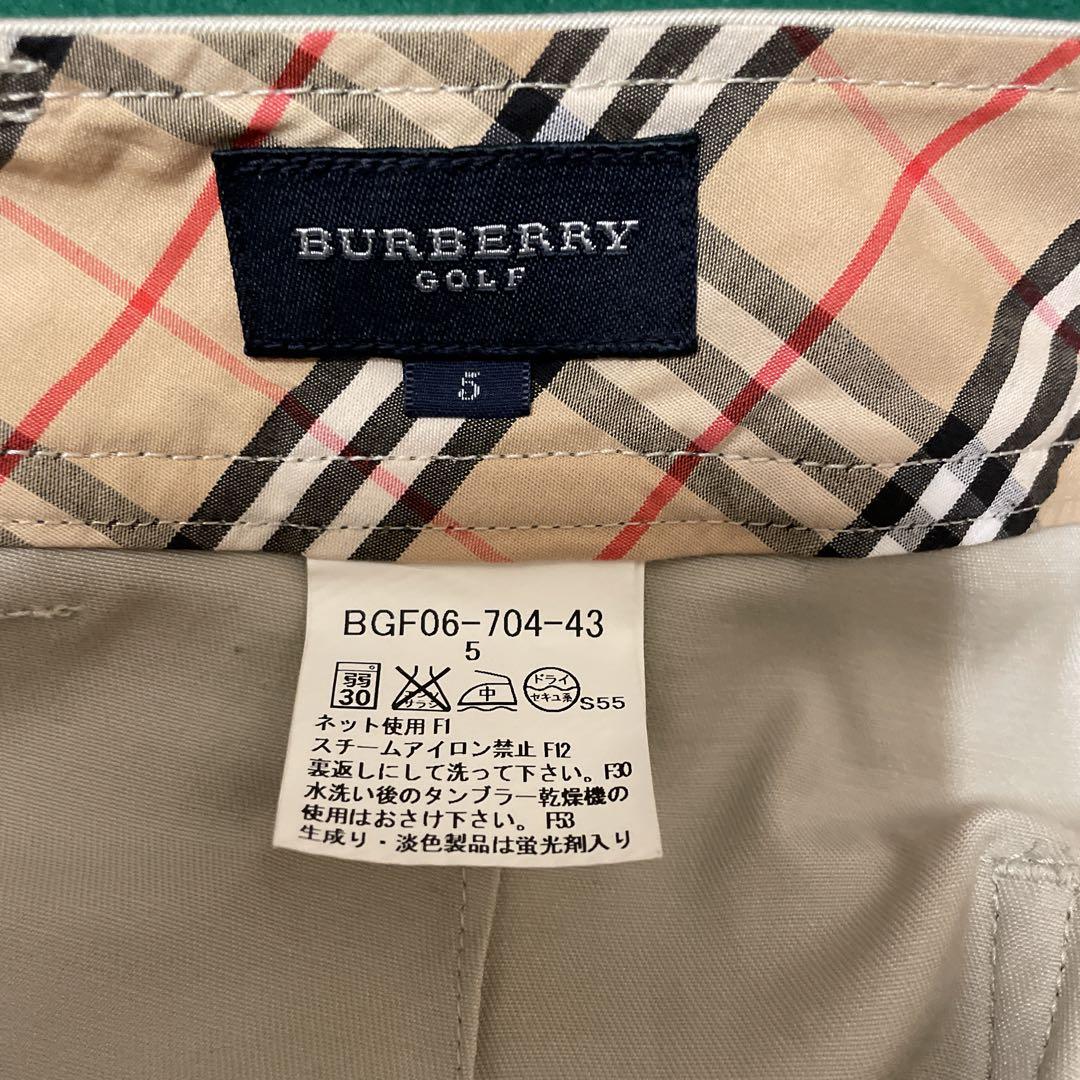 BURBERRY
GOLF
5
BGF06-704-43
5
弱
30
中
ドライ
セキユ系
S55
ネット使用 F1
スチームアイロン禁止 F12
裏返しにして洗って下さい。F30
水洗い後のタンブラー乾燥機の
使用はおさけ下さい。 F53
生成り・淡色製品は蛍光剤入り